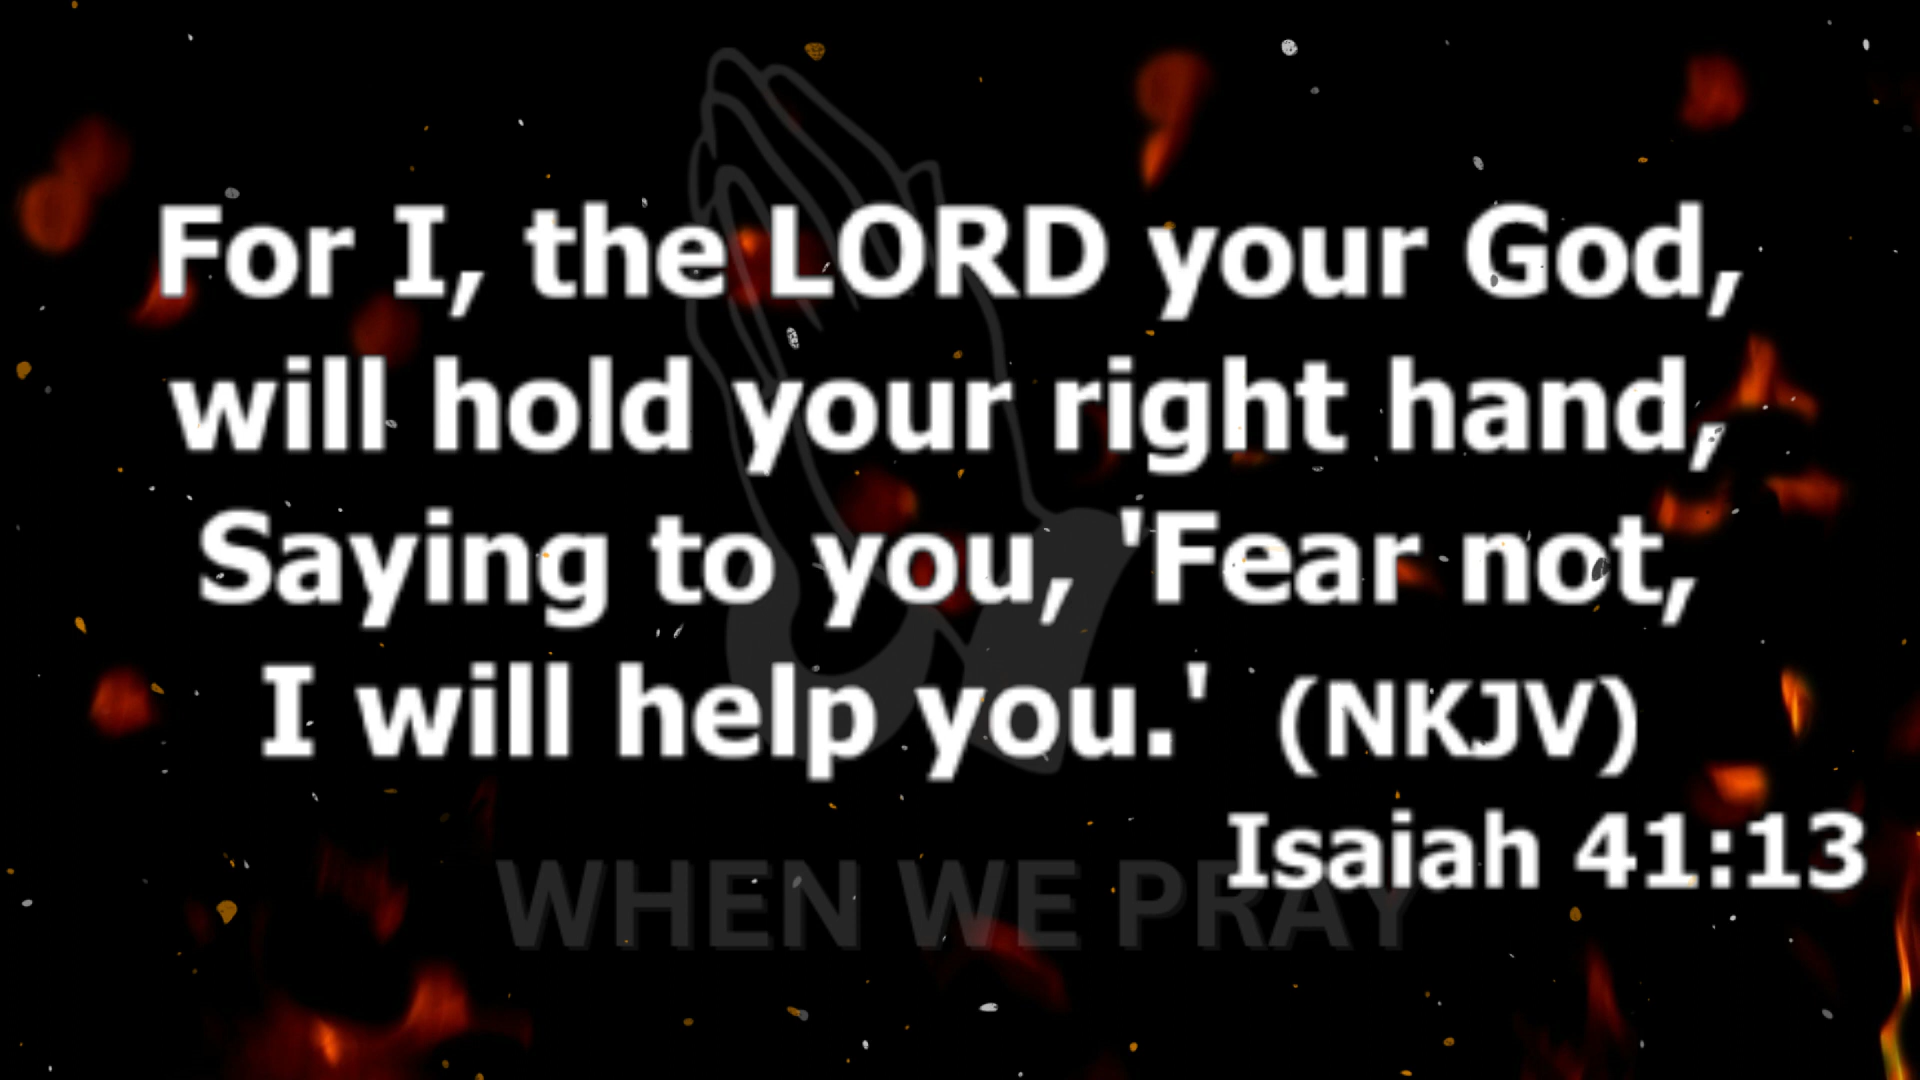 For I, the LORD your God,
will hold your right hand,
Saying to you, 'Fear not,
I will help you.' (NKJV)
Isaiah 41:13
WHEN WE PRAY